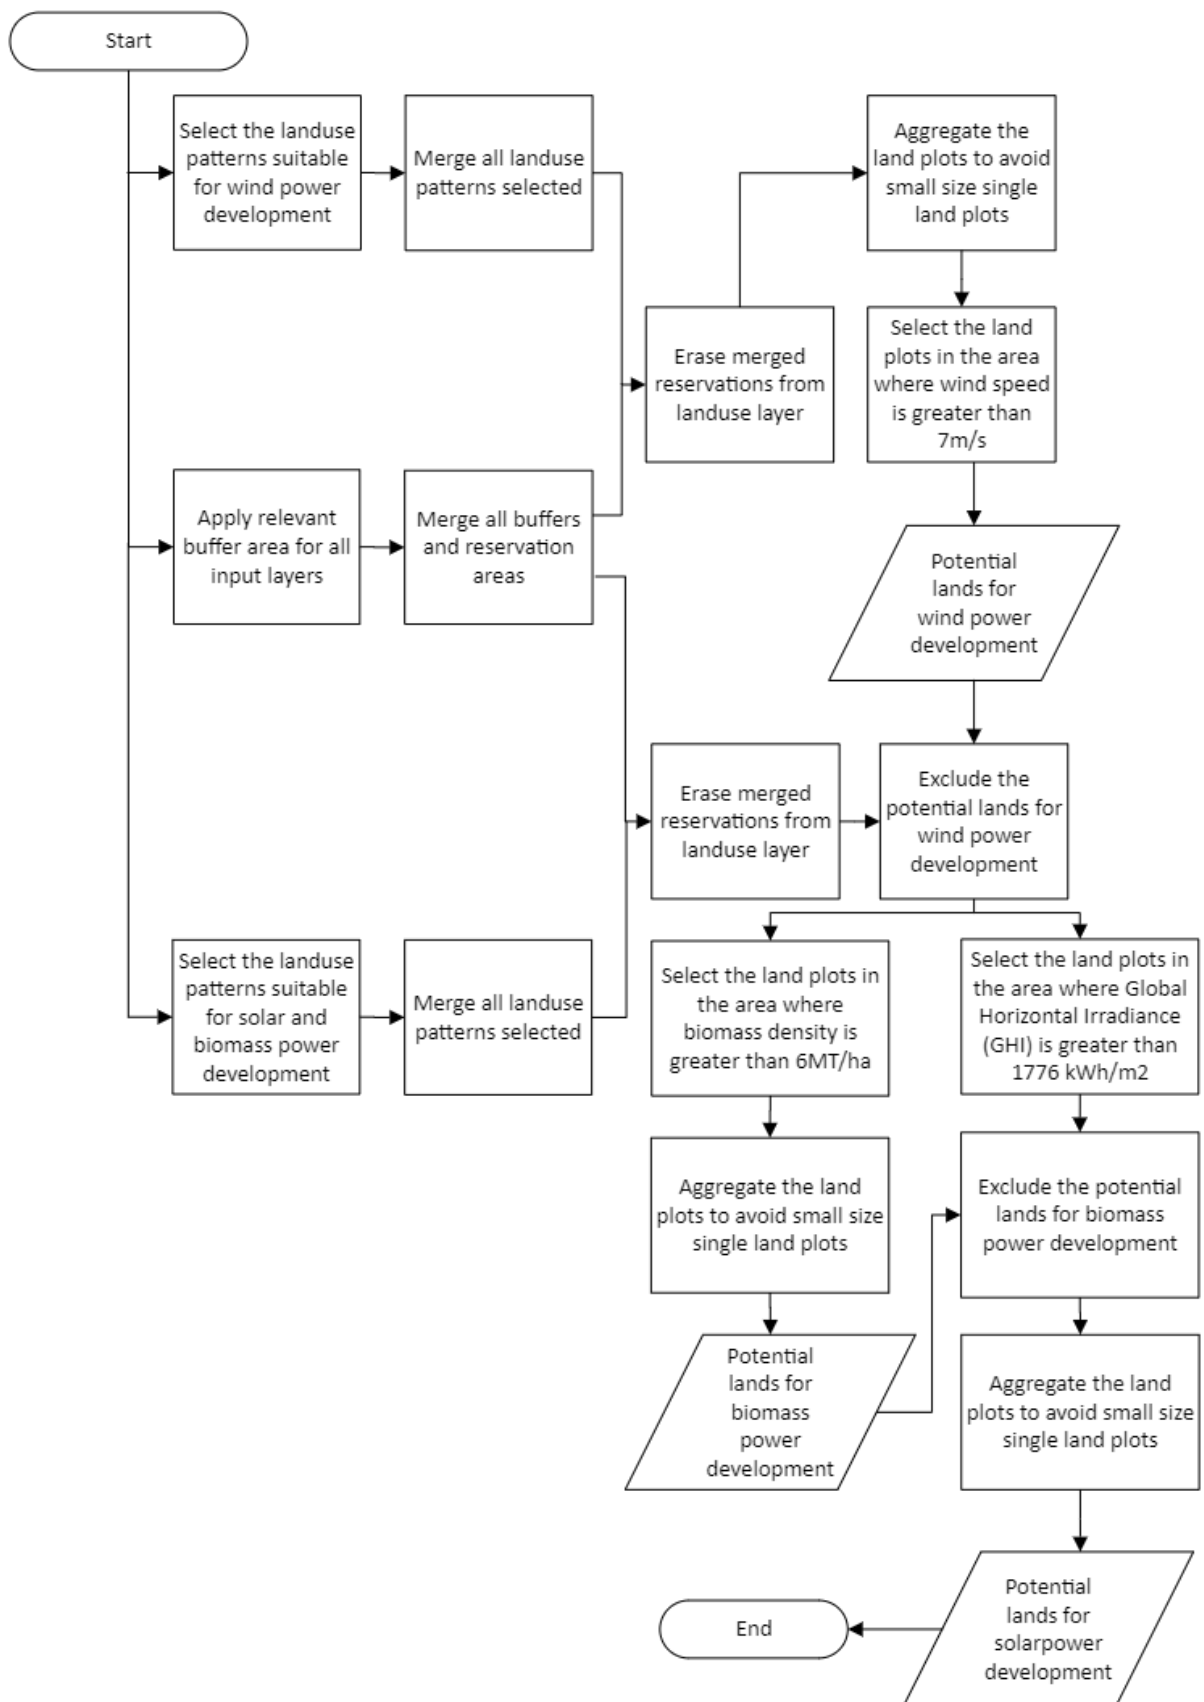 Start
Select the landuse
patterns suitable
for wind power
development
Merge all landuse
patterns selected
Aggregate the
land plots to avoid
small size single
land plots
Erase merged
reservations from
landuse layer
Select the land
plots in the area
where wind speed
is greater than
7m/s
Apply relevant
buffer area for all
input layers
Merge all buffers
and reservation
areas
Potential
lands for
wind power
development
Erase merged
reservations from
landuse layer
Exclude the
potential lands for
wind power
development
Select the landuse
patterns suitable
for solar and
biomass power
development
Merge all landuse
patterns selected
Select the land plots in
the area where
biomass density is
greater than 6MT/ha
Select the land plots in
the area where Global
Horizontal Irradiance
(GHI) is greater than
1776 kWh/m2
Aggregate the land
plots to avoid small size
single land plots
Exclude the potential
lands for biomass
power development
Potential
lands for
biomass
power
development
Aggregate the land
plots to avoid small size
single land plots
Potential
lands for
solarpower
development
End